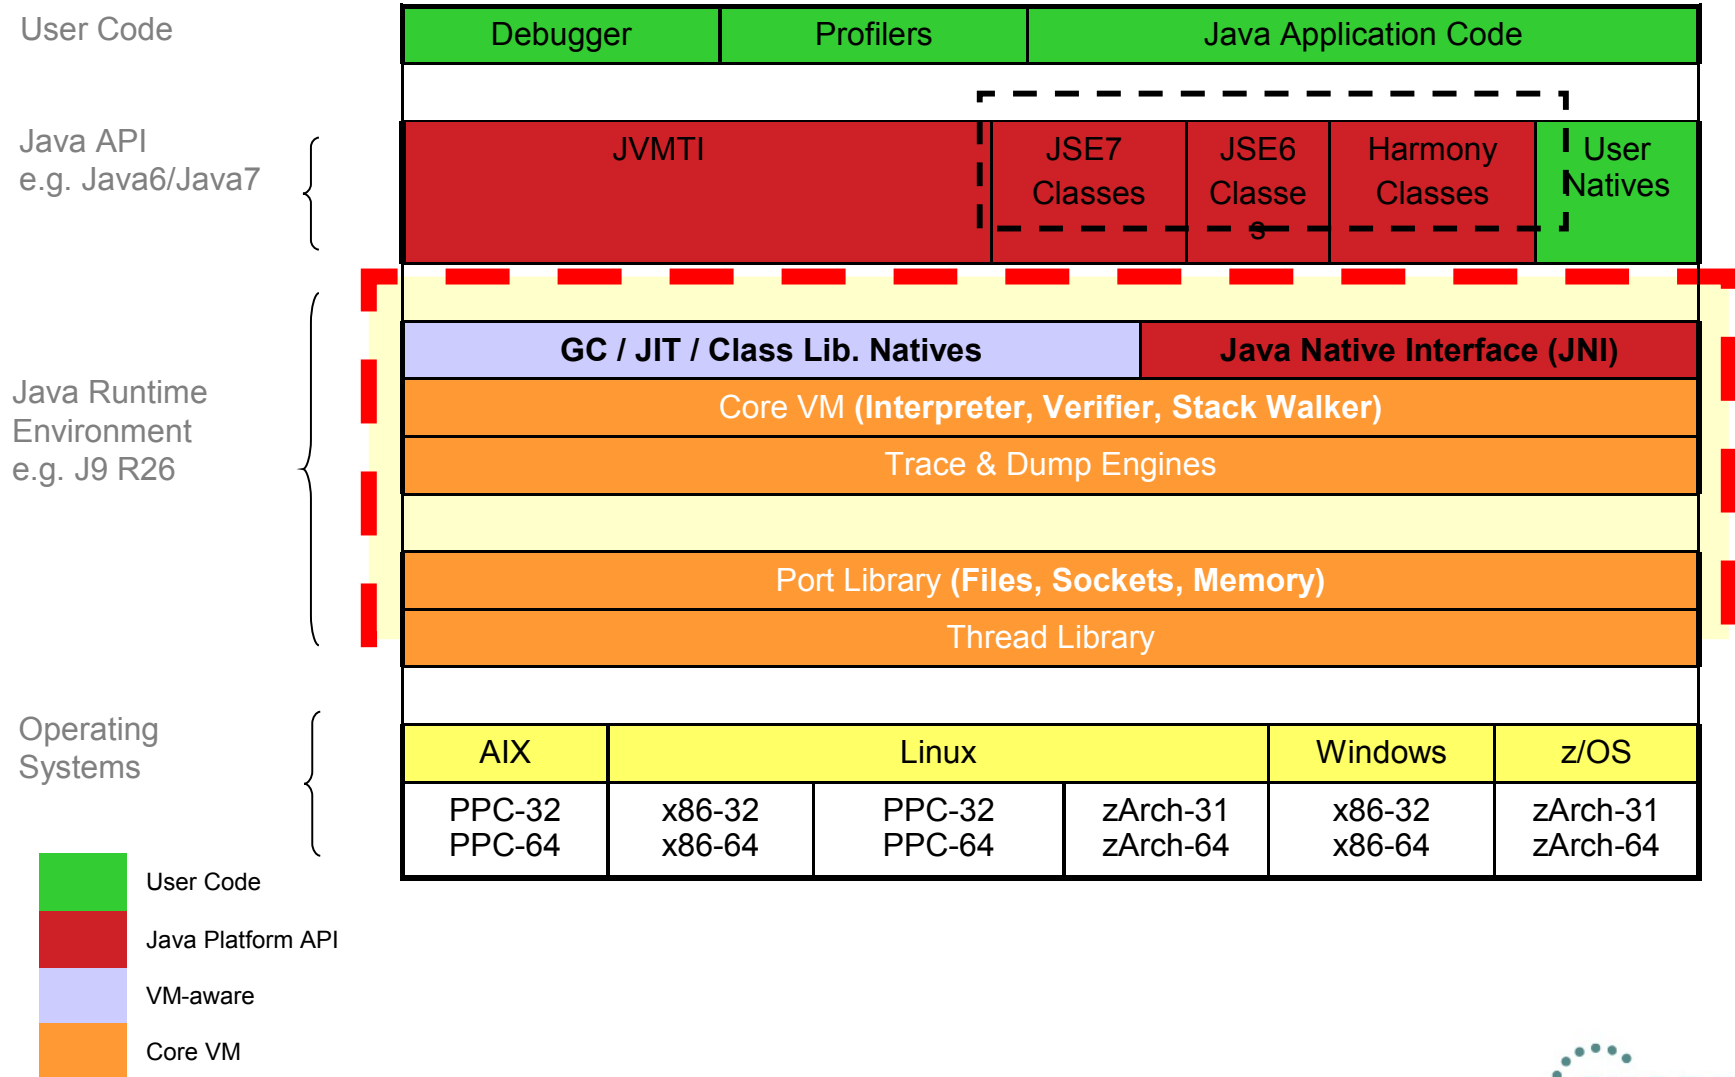 User Code
Debugger
Profilers
Java Application Code
Java API
e.g. Java6/Java7
JVMTI
JSE7
Classes
JSE6
Classe
s
Harmony
Classes
User
Natives
Java Runtime
Environment
e.g. J9 R26
GC / JIT / Class Lib. Natives
Java Native Interface (JNI)
Core VM (Interpreter, Verifier, Stack Walker)
Trace & Dump Engines
Port Library (Files, Sockets, Memory)
Thread Library
Operating
Systems
AIX
Linux
Windows
z/OS
PPC-32
PPC-64
x86-32
x86-64
PPC-32
PPC-64
zArch-31
zArch-64
x86-32
x86-64
zArch-31
zArch-64
User Code
Java Platform API
VM-aware
Core VM